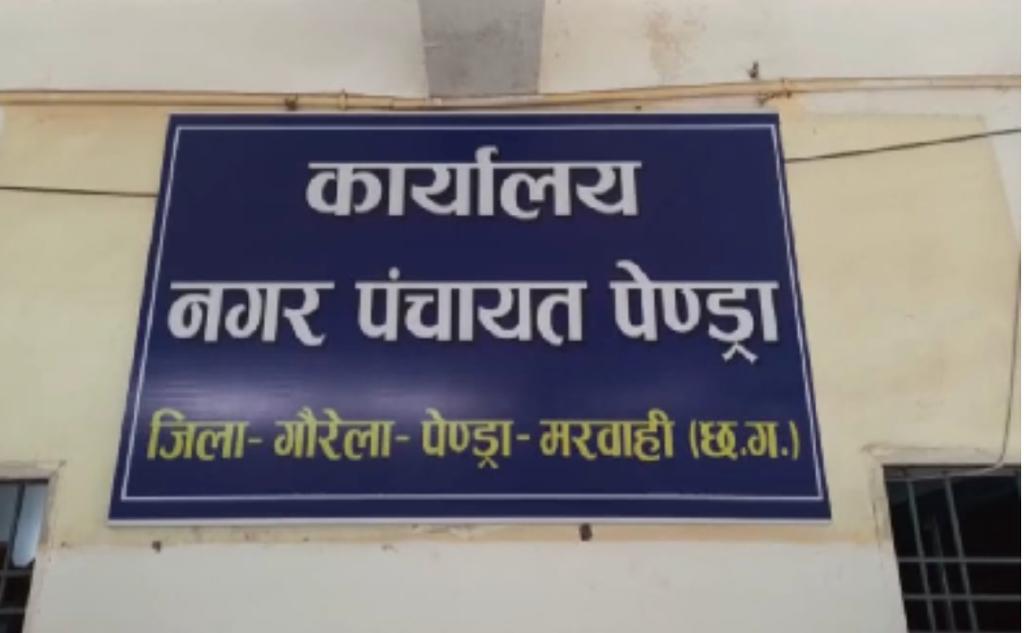 कार्यालय
नगर पंचायत पेण्ड्रा
जिला- गौरेला- पेण्ड्रा- मरवाही (छ.ग.)